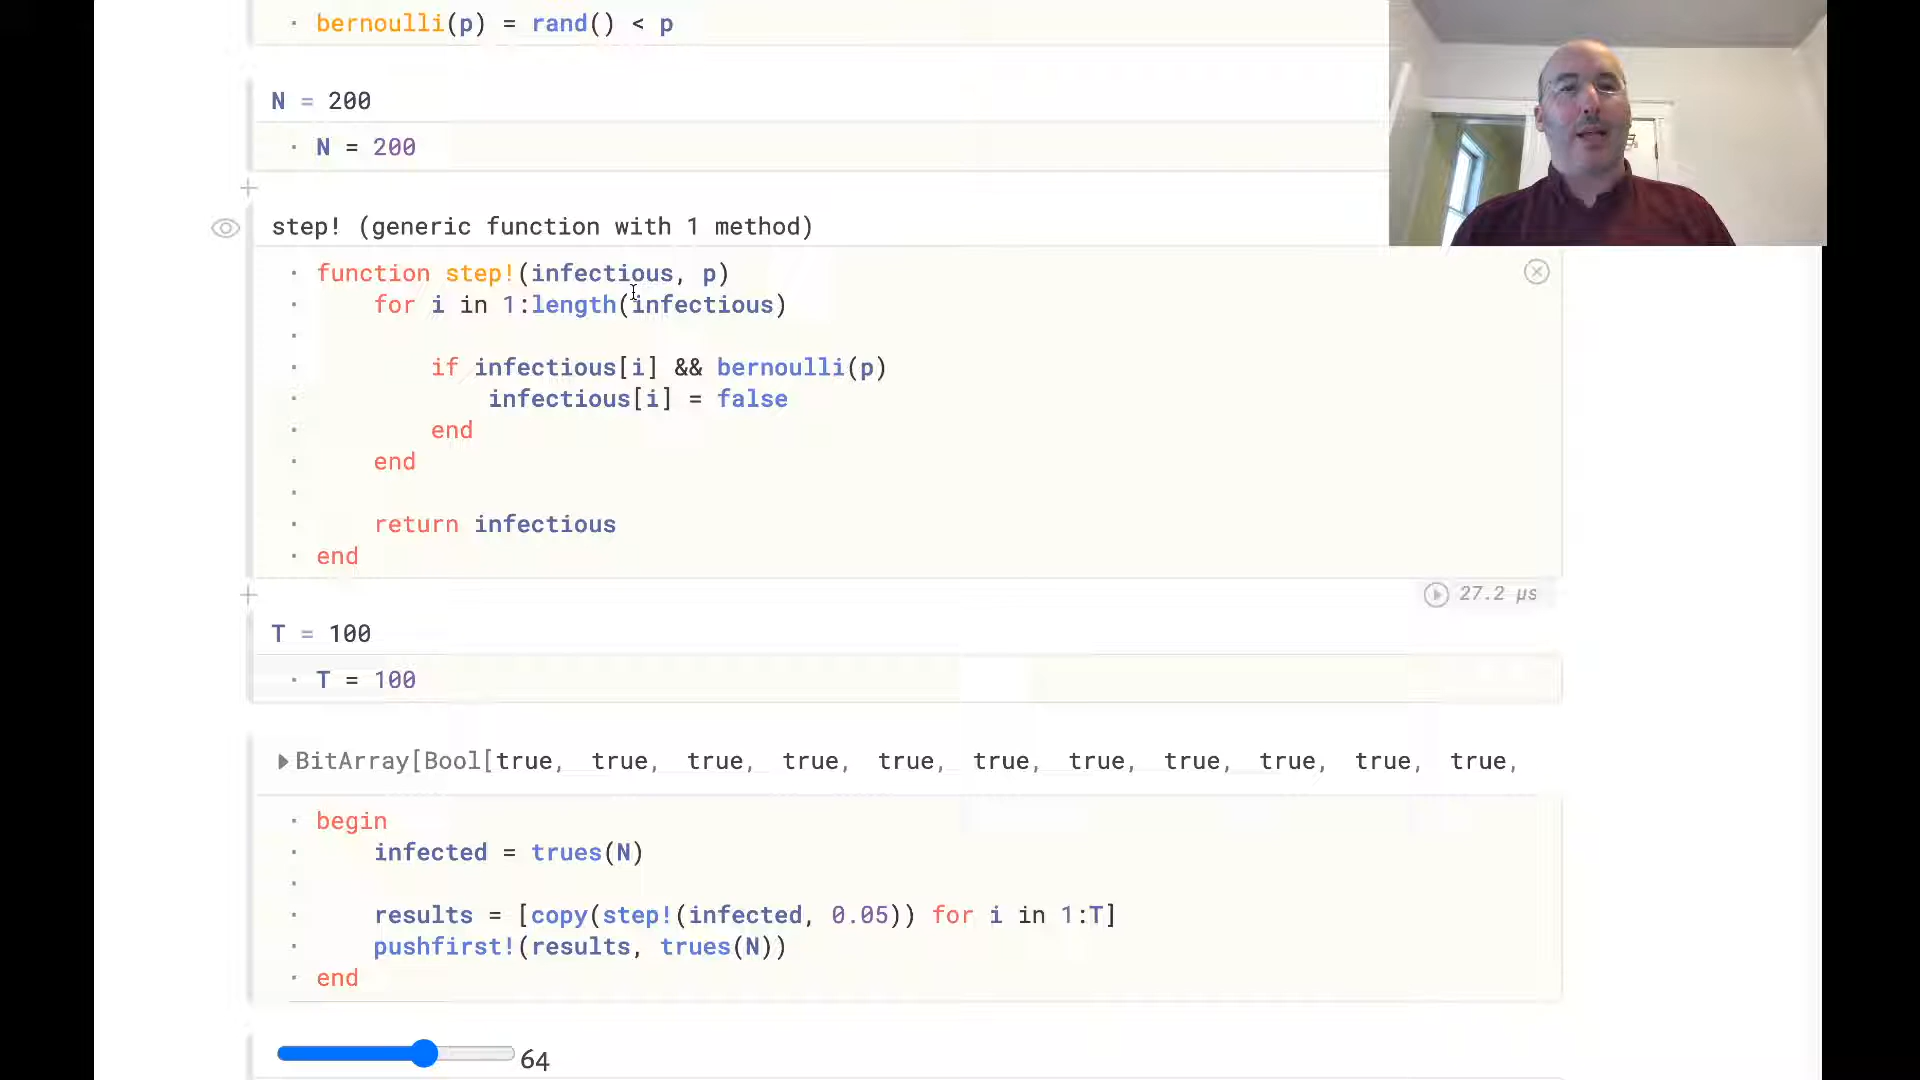 bernoulli(p) = rand() < p
N = 200
N = 200
step! (generic function with 1 method)
function step!(infectious, p)
for i in 1:length(infectious)
if infectious[i] && bernoulli(p)
infectious[i] = false
end
end
return infectious
end
27.2 μs
T = 100
T = 100
BitArray[Bool[true, true, true, true, true, true, true, true, true, true, true,
begin
infected = trues(N)
results = [copy(step!(infected, 0.05)) for i in 1:T]
pushfirst!(results, trues(N))
end
64